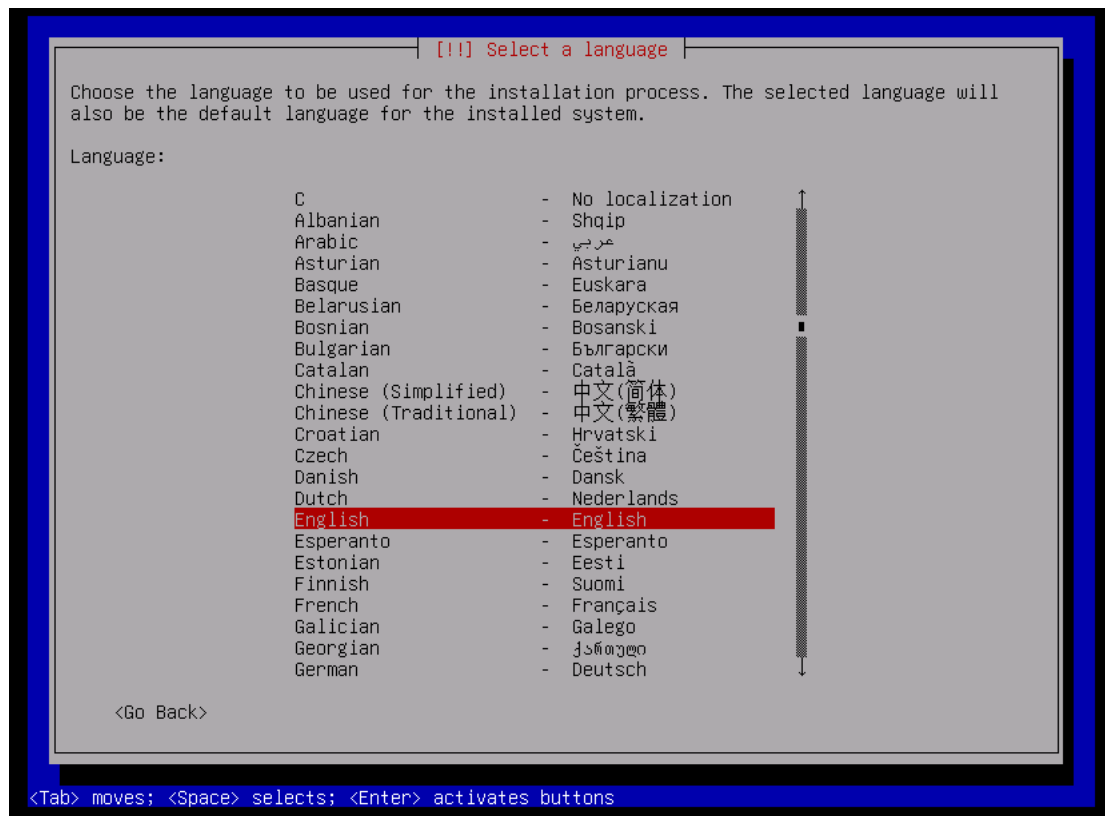 [!!] Select a language
Choose the language to be used for the installation process. The selected language will
also be the default language for the installed system.
Language:
C - No localization
Albanian - Shqip
Arabic - عربي
Asturian - Asturianu
Basque - Euskara
Belarusian - Беларуская
Bosnian - Bosanski
Bulgarian - Български
Catalan - Català
Chinese (Simplified) - 中文(简体)
Chinese (Traditional) - 中文(繁體)
Croatian - Hrvatski
Czech - Čeština
Danish - Dansk
Dutch - Nederlands
English - English
Esperanto - Esperanto
Estonian - Eesti
Finnish - Suomi
French - Français
Galician - Galego
Georgian - ქართული
German - Deutsch
<Go Back>
<Tab> moves; <Space> selects; <Enter> activates buttons